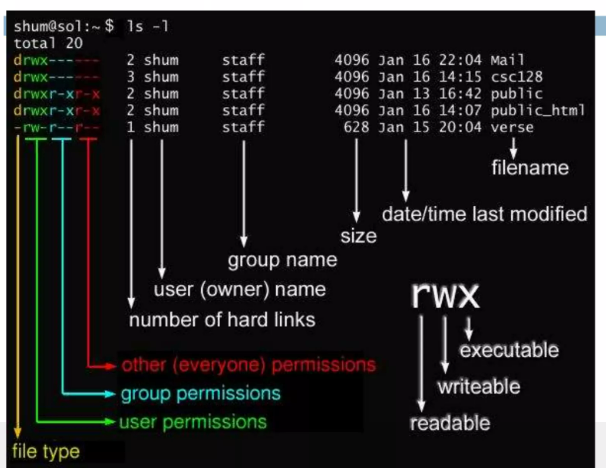 shum@sol:~$ ls -l
total 20
drwx------ 2 shum staff 4096 Jan 16 22:04 Mail
drwx------ 3 shum staff 4096 Jan 16 14:15 csc128
drwxr-xr-x 2 shum staff 4096 Jan 13 16:42 public
drwxr-xr-x 2 shum staff 4096 Jan 16 14:07 public_html
-rw-r--r-- 1 shum staff 628 Jan 15 20:04 verse
filename
date/time last modified
size
group name
user (owner) name
number of hard links
rwx
executable
other (everyone) permissions
writeable
group permissions
readable
user permissions
file type